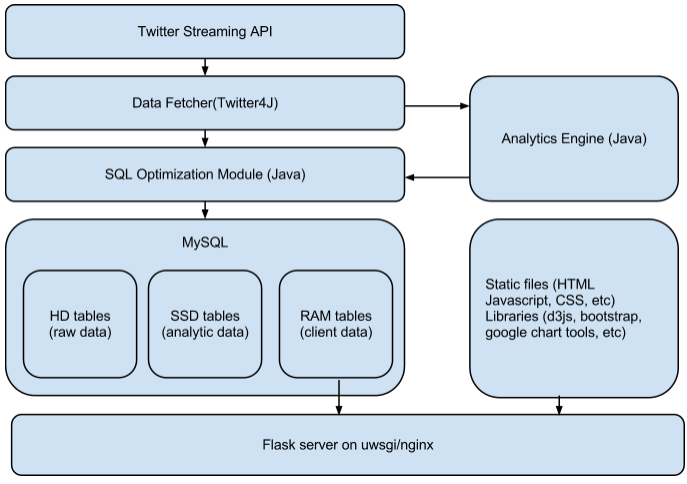 Twitter Streaming API
Data Fetcher(Twitter4J)
Analytics Engine (Java)
SQL Optimization Module (Java)
MySQL
HD tables
(raw data)
SSD tables
(analytic data)
RAM tables
(client data)
Static files (HTML
Javascript, CSS, etc)
Libraries (d3js, bootstrap,
google chart tools, etc)
Flask server on uwsgi/nginx